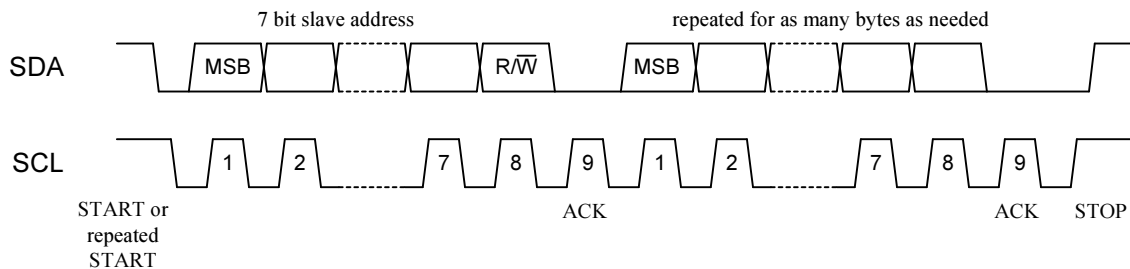 7 bit slave address
repeated for as many bytes as needed
SDA
MSB
R/W̅
MSB
SCL
1
2
7
8
9
1
2
7
8
9
START or
repeated
START
ACK
ACK
STOP